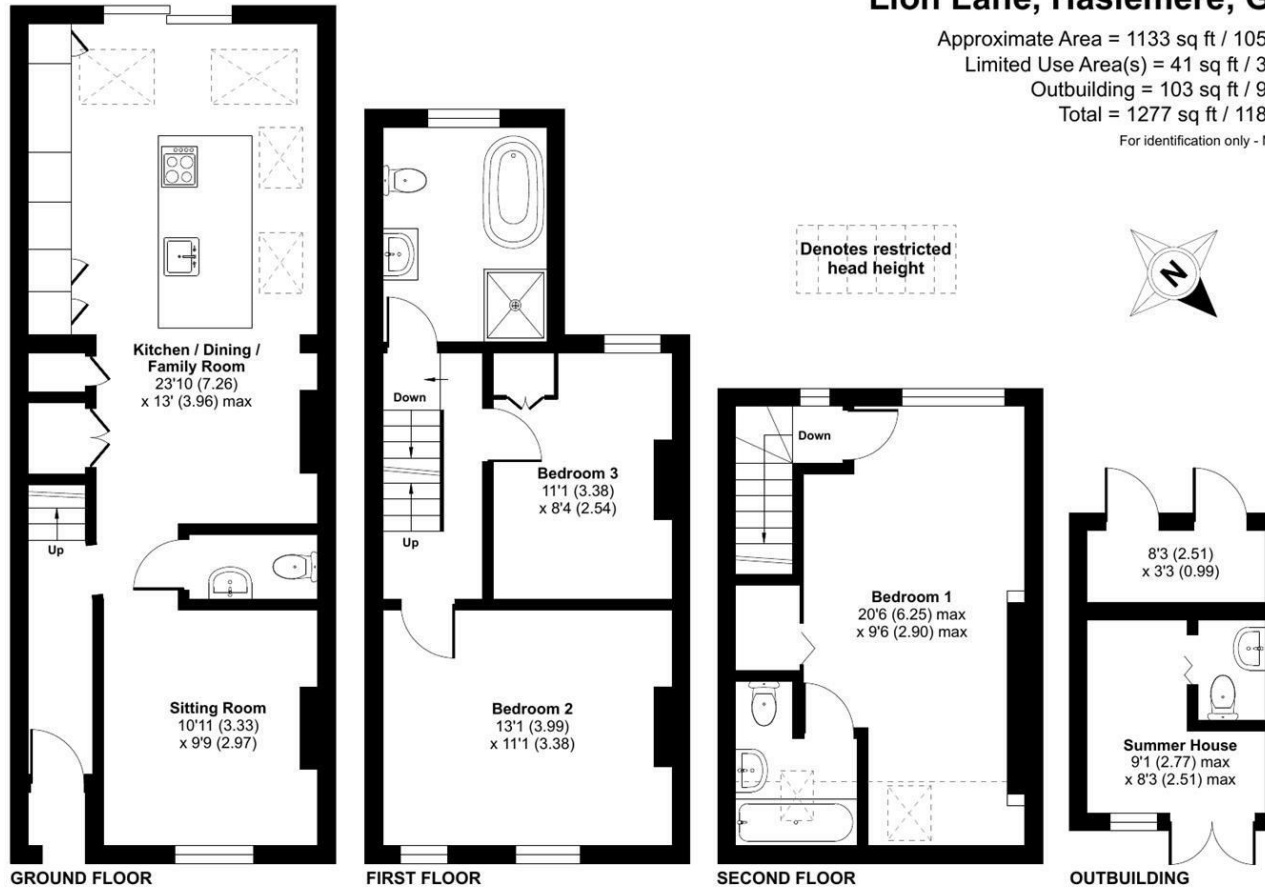 Lion Lane, Haslemere, G
Approximate Area = 1133 sq ft / 105
Limited Use Area(s) = 41 sq ft / 3
Outbuilding = 103 sq ft / 9
Total = 1277 sq ft / 118
For identification only -
Denotes restricted
head height
N
Kitchen / Dining /
Family Room
23'10 (7.26)
x 13' (3.96) max
Up
Sitting Room
10'11 (3.33)
x 9'9 (2.97)
GROUND FLOOR
Down
Up
Bedroom 3
11'1 (3.38)
x 8'4 (2.54)
Bedroom 2
13'1 (3.99)
x 11'1 (3.38)
FIRST FLOOR
Down
Bedroom 1
20'6 (6.25) max
x 9'6 (2.90) max
SECOND FLOOR
8'3 (2.51)
x 3'3 (0.99)
Summer House
9'1 (2.77) max
x 8'3 (2.51) max
OUTBUILDING